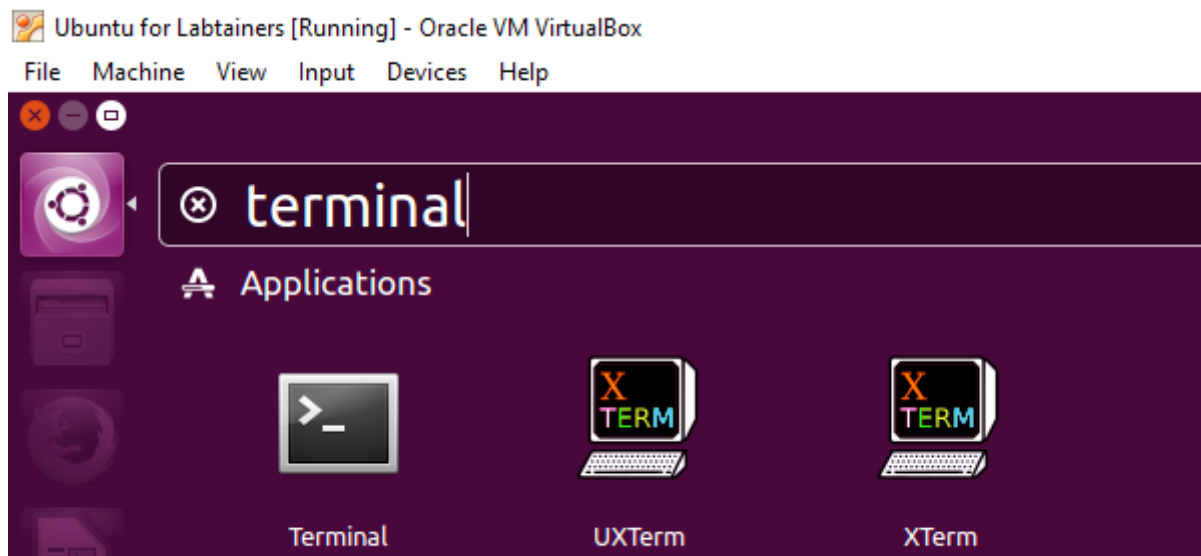 Ubuntu for Labtainers [Running] - Oracle VM VirtualBox
File Machine View Input Devices Help
terminal
Applications
>_
X TERM
X TERM
Terminal UXTerm XTerm